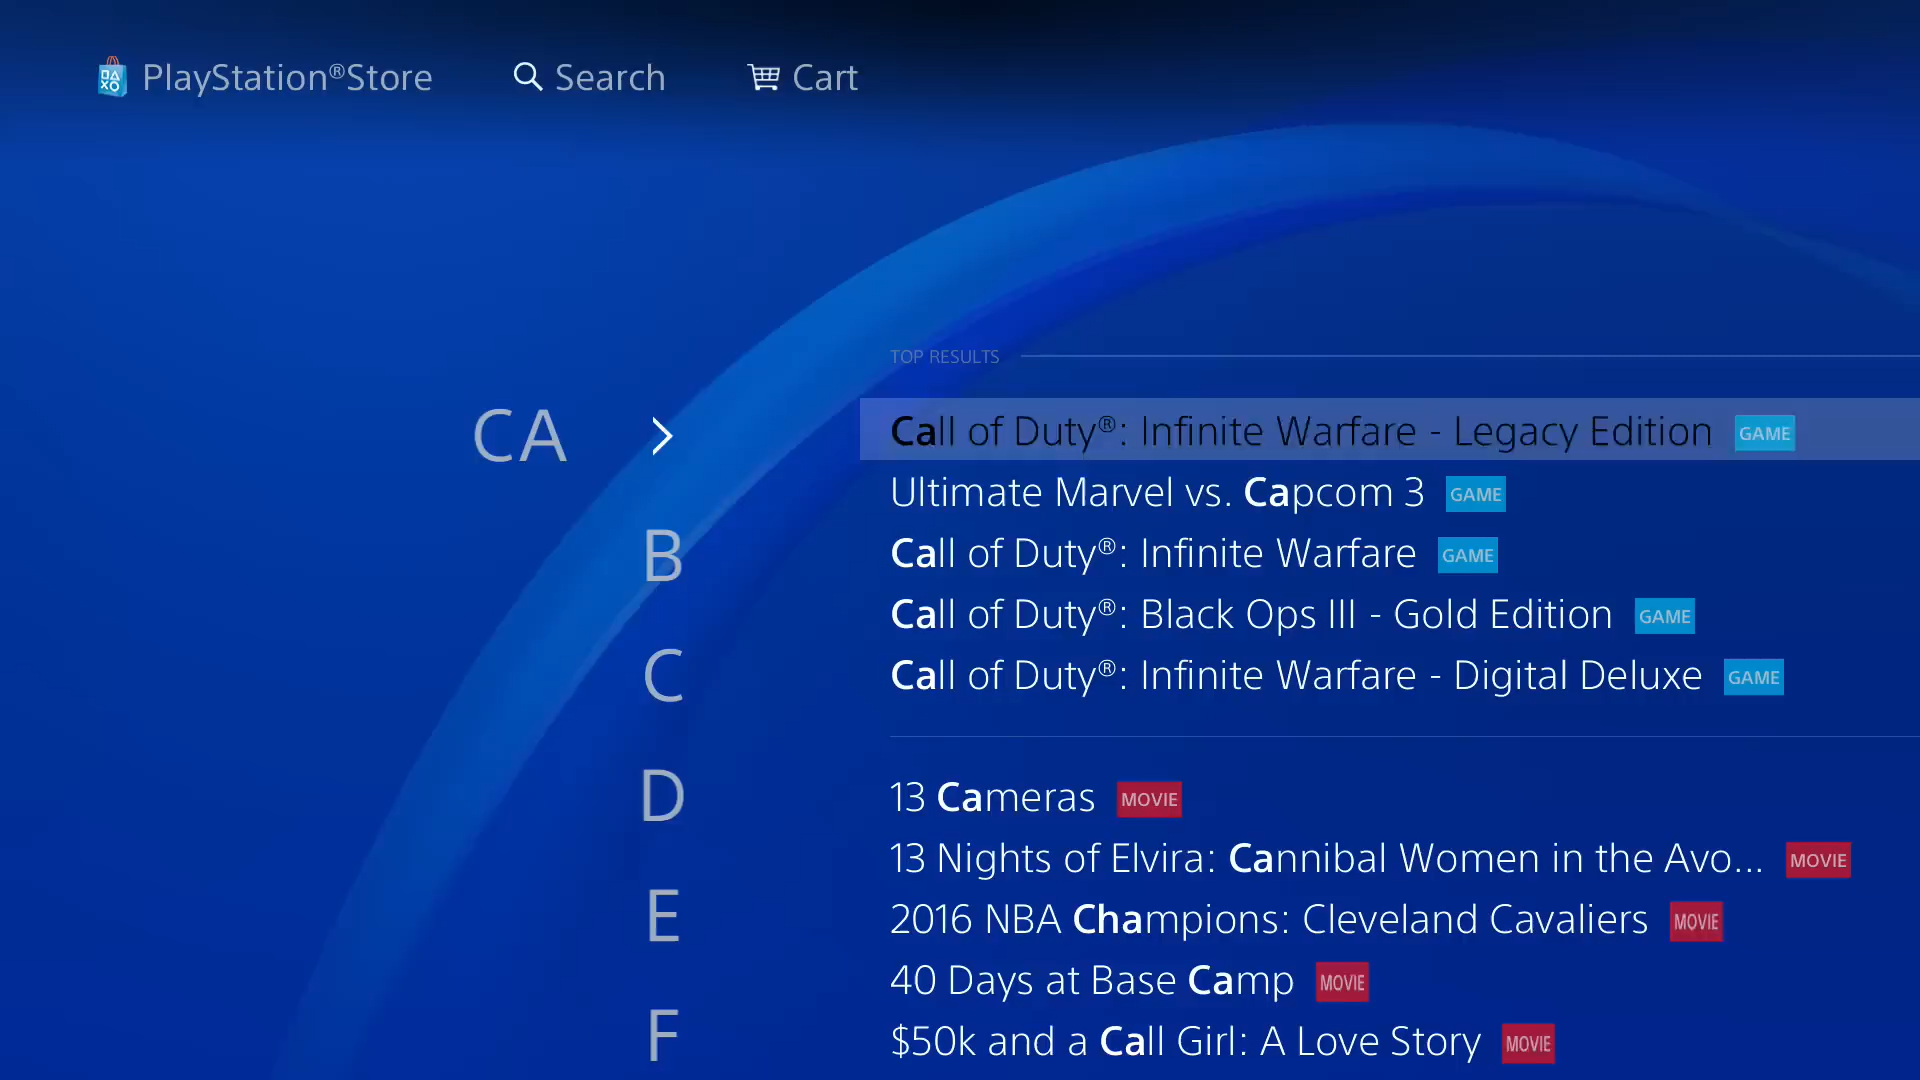 PlayStation®Store Search Cart
TOP RESULTS
CA
Call of Duty®: Infinite Warfare - Legacy Edition GAME
Ultimate Marvel vs. Capcom 3 GAME
B
Call of Duty®: Infinite Warfare GAME
Call of Duty®: Black Ops III - Gold Edition GAME
C
Call of Duty®: Infinite Warfare - Digital Deluxe GAME
D
13 Cameras MOVIE
13 Nights of Elvira: Cannibal Women in the Avo... MOVIE
E
2016 NBA Champions: Cleveland Cavaliers MOVIE
40 Days at Base Camp MOVIE
F
$50k and a Call Girl: A Love Story MOVIE